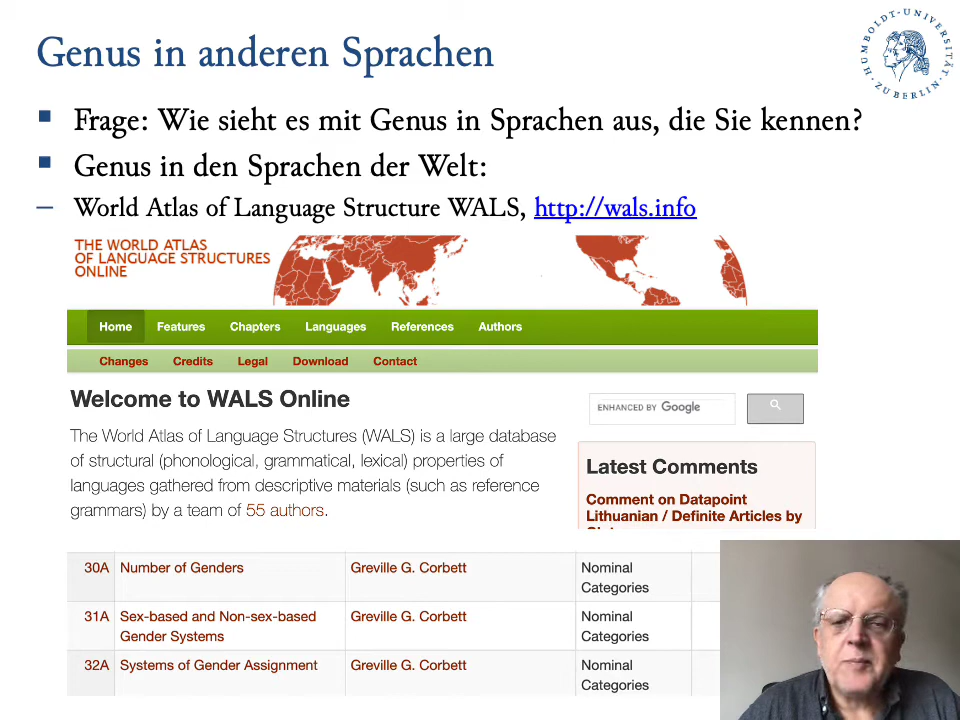 Genus in anderen Sprachen
HUMBOLDT-UNIVERSITÄT
ZU BERLIN
Frage: Wie sieht es mit Genus in Sprachen aus, die Sie kennen?
Genus in den Sprachen der Welt:
World Atlas of Language Structure WALS, http://wals.info
THE WORLD ATLAS
OF LANGUAGE STRUCTURES
ONLINE
Home Features Chapters Languages References Authors
Changes Credits Legal Download Contact
Welcome to WALS Online
The World Atlas of Language Structures (WALS) is a large database
of structural (phonological, grammatical, lexical) properties of
languages gathered from descriptive materials (such as reference
grammars) by a team of 55 authors.
ENHANCED BY Google
Latest Comments
Comment on Datapoint
Lithuanian / Definite Articles by
30A Number of Genders Greville G. Corbett Nominal
Categories
31A Sex-based and Non-sex-based Greville G. Corbett Nominal
Gender Systems Categories
32A Systems of Gender Assignment Greville G. Corbett Nominal
Categories